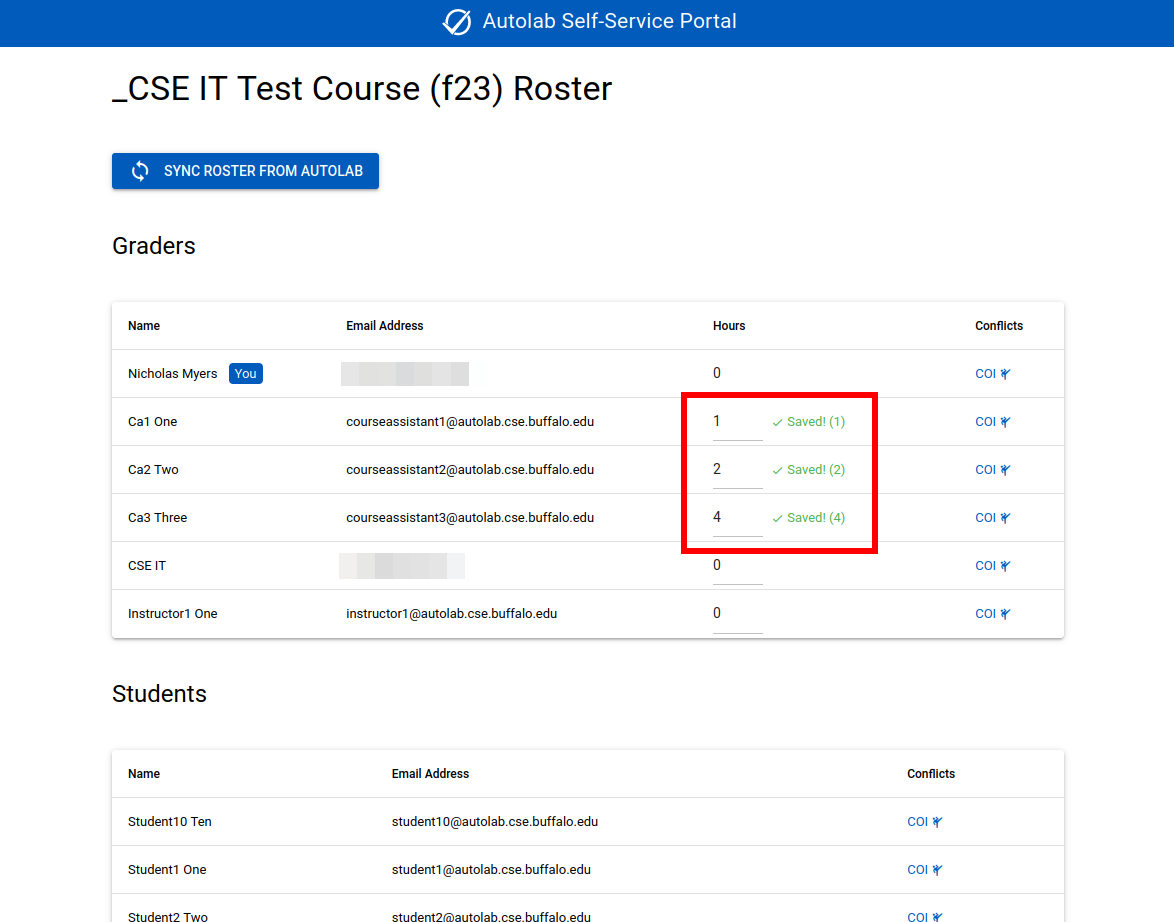 Autolab Self-Service Portal
_CSE IT Test Course (f23) Roster
SYNC ROSTER FROM AUTOLAB
Graders
Name Email Address Hours Conflicts
Nicholas Myers You 0 COI
Ca1 One courseassistant1@autolab.cse.buffalo.edu 1 Saved! (1) COI
Ca2 Two courseassistant2@autolab.cse.buffalo.edu 2 Saved! (2) COI
Ca3 Three courseassistant3@autolab.cse.buffalo.edu 4 Saved! (4) COI
CSE IT 0 COI
Instructor1 One instructor1@autolab.cse.buffalo.edu 0 COI
Students
Name Email Address Conflicts
Student10 Ten student10@autolab.cse.buffalo.edu COI
Student1 One student1@autolab.cse.buffalo.edu COI
Student2 Two student2@autolab.cse.buffalo.edu COI